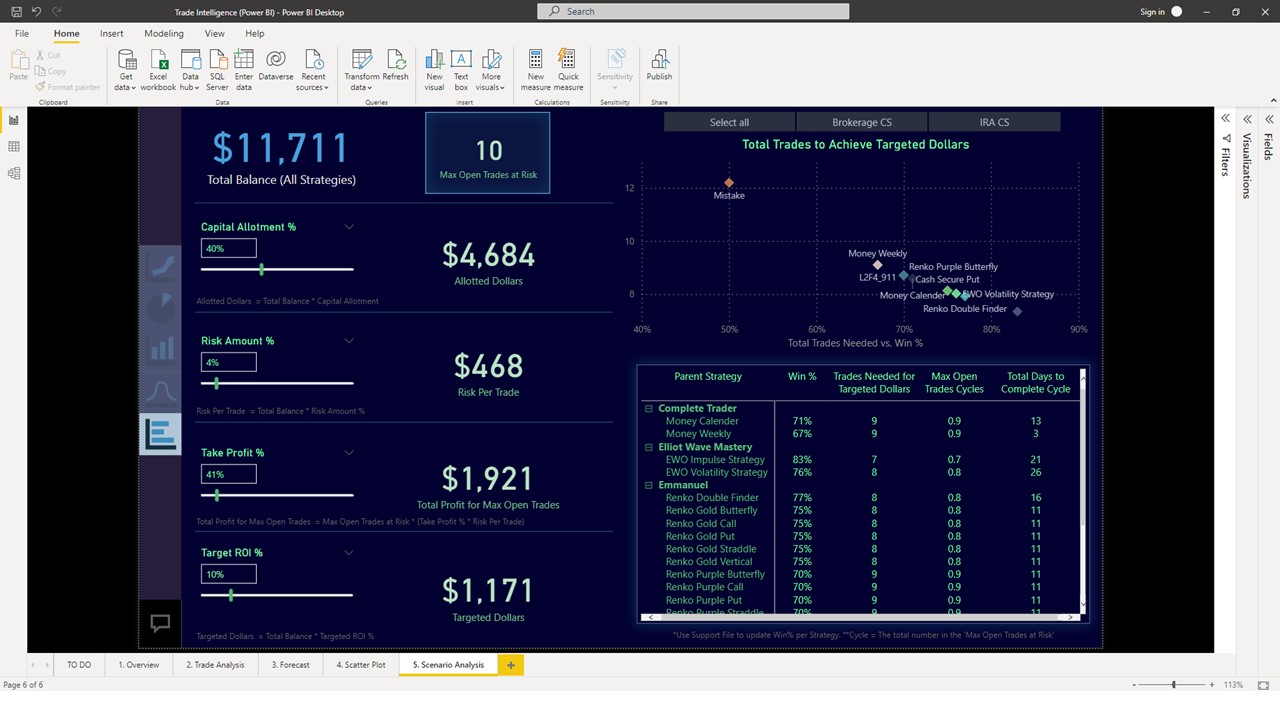 Trade Intelligence (Power BI) - Power BI Desktop
Search
Sign in
File Home Insert Modeling View Help
Paste
Cut
Copy
Format painter
Clipboard
Get data
Excel workbook
Data hub
SQL Server
Enter data
Dataverse
Recent sources
Data
Transform data
Refresh
Queries
New visual
Text box
More visuals
Insert
New measure
Quick measure
Calculations
Sensitivity
Sensitivity
Publish
Share
$11,711
Total Balance (All Strategies)
10
Max Open Trades at Risk
Capital Allotment %
40%
$4,684
Allotted Dollars
Allotted Dollars = Total Balance * Capital Allotment
Risk Amount %
4%
$468
Risk Per Trade
Risk Per Trade = Total Balance * Risk Amount %
Take Profit %
41%
$1,921
Total Profit for Max Open Trades
Total Profit for Max Open Trades = Max Open Trades at Risk * (Take Profit % * Risk Per Trade)
Target ROI %
10%
$1,171
Targeted Dollars
Targeted Dollars = Total Balance * Targeted ROI %
Select all Brokerage CS IRA CS
Total Trades to Achieve Targeted Dollars
12
10
8
Mistake
Money Weekly
Renko Purple Butterfly
L2F4_911
Cash Secure Put
Money Calender
EWO Volatility Strategy
Renko Double Finder
40% 50% 60% 70% 80% 90%
Total Trades Needed vs. Win %
Parent Strategy Win % Trades Needed for Targeted Dollars Max Open Trades Cycles Total Days to Complete Cycle
Complete Trader
Money Calender 71% 9 0.9 13
Money Weekly 67% 9 0.9 3
Elliot Wave Mastery
EWO Impulse Strategy 83% 7 0.7 21
EWO Volatility Strategy 76% 8 0.8 26
Emmanuel
Renko Double Finder 77% 8 0.8 16
Renko Gold Butterfly 75% 8 0.8 11
Renko Gold Call 75% 8 0.8 11
Renko Gold Put 75% 8 0.8 11
Renko Gold Straddle 75% 8 0.8 11
Renko Gold Vertical 75% 8 0.8 11
Renko Purple Butterfly 70% 9 0.9 11
Renko Purple Call 70% 9 0.9 11
Renko Purple Put 70% 9 0.9 11
Renko Purple Straddle 70% 9 0.9 11
*Use Support File to update Win% per Strategy. **Cycle = The total number in the 'Max Open Trades at Risk'
Filters
Visualizations
Fields
TO DO 1. Overview 2. Trade Analysis 3. Forecast 4. Scatter Plot 5. Scenario Analysis +
Page 6 of 6
- + 113%